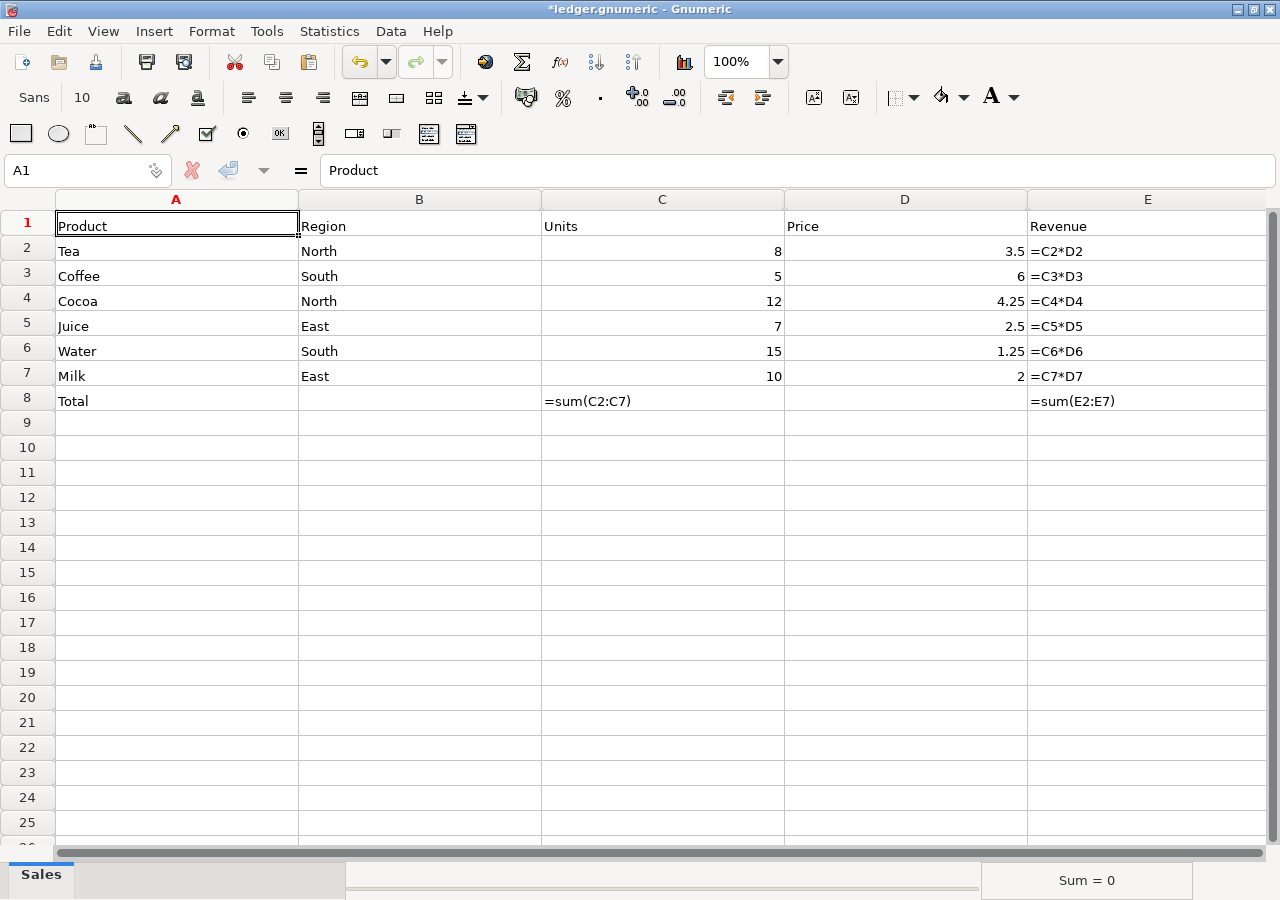 *ledger.gnumeric - Gnumeric
File Edit View Insert Format Tools Statistics Data Help
f(x) 100%
Sans 10 a a a % +.0 .00 .00 -.0 A A A
OK
A1 = Product
A B C D E
1 Product Region Units Price Revenue
2 Tea North 8 3.5 =C2*D2
3 Coffee South 5 6 =C3*D3
4 Cocoa North 12 4.25 =C4*D4
5 Juice East 7 2.5 =C5*D5
6 Water South 15 1.25 =C6*D6
7 Milk East 10 2 =C7*D7
8 Total =sum(C2:C7) =sum(E2:E7)
9
10
11
12
13
14
15
16
17
18
19
20
21
22
23
24
25
Sales Sum = 0